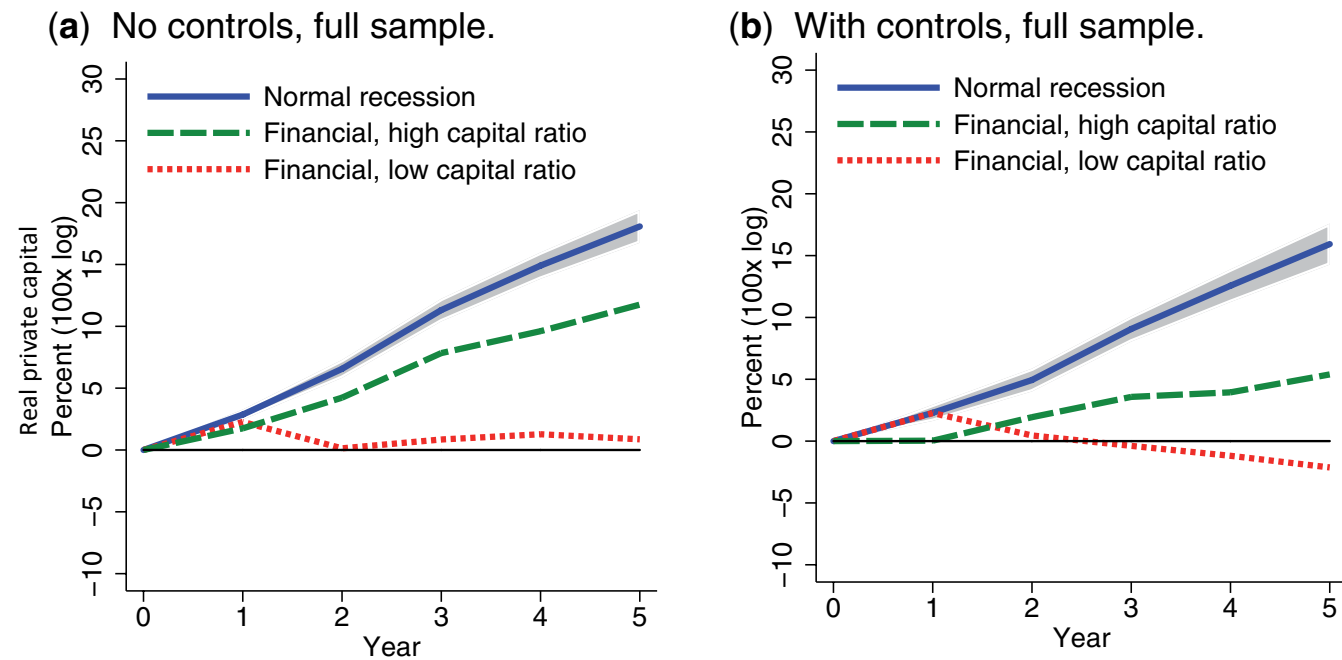 (a) No controls, full sample.
Real private capital
Percent (100x log)
30
25
20
15
10
5
0
−5
−10
Normal recession
Financial, high capital ratio
Financial, low capital ratio
0 1 2 3 4 5
Year
(b) With controls, full sample.
Percent (100x log)
30
25
20
15
10
5
0
−5
−10
Normal recession
Financial, high capital ratio
Financial, low capital ratio
0 1 2 3 4 5
Year